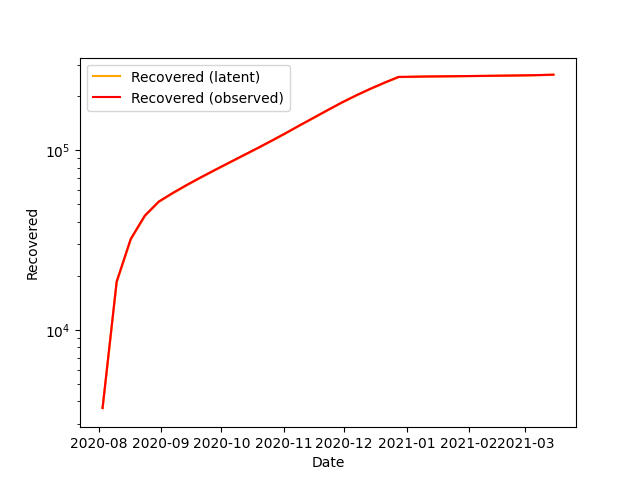 Recovered (latent)
Recovered (observed)
10^5
10^4
Recovered
2020-08 2020-09 2020-10 2020-11 2020-12 2021-01 2021-02 2021-03
Date